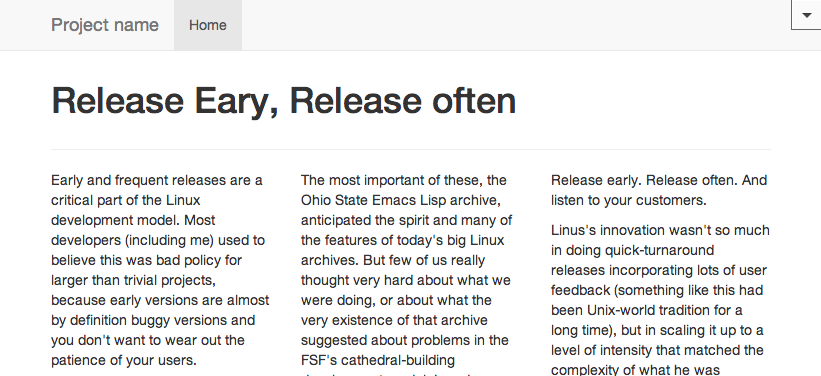 Project name
Home
Release Eary, Release often
Early and frequent releases are a
critical part of the Linux
development model. Most
developers (including me) used to
believe this was bad policy for
larger than trivial projects,
because early versions are almost
by definition buggy versions and
you don't want to wear out the
patience of your users.
The most important of these, the
Ohio State Emacs Lisp archive,
anticipated the spirit and many of
the features of today's big Linux
archives. But few of us really
thought very hard about what we
were doing, or about what the
very existence of that archive
suggested about problems in the
FSF's cathedral-building
Release early. Release often. And
listen to your customers.
Linus's innovation wasn't so much
in doing quick-turnaround
releases incorporating lots of user
feedback (something like this had
been Unix-world tradition for a
long time), but in scaling it up to a
level of intensity that matched the
complexity of what he was